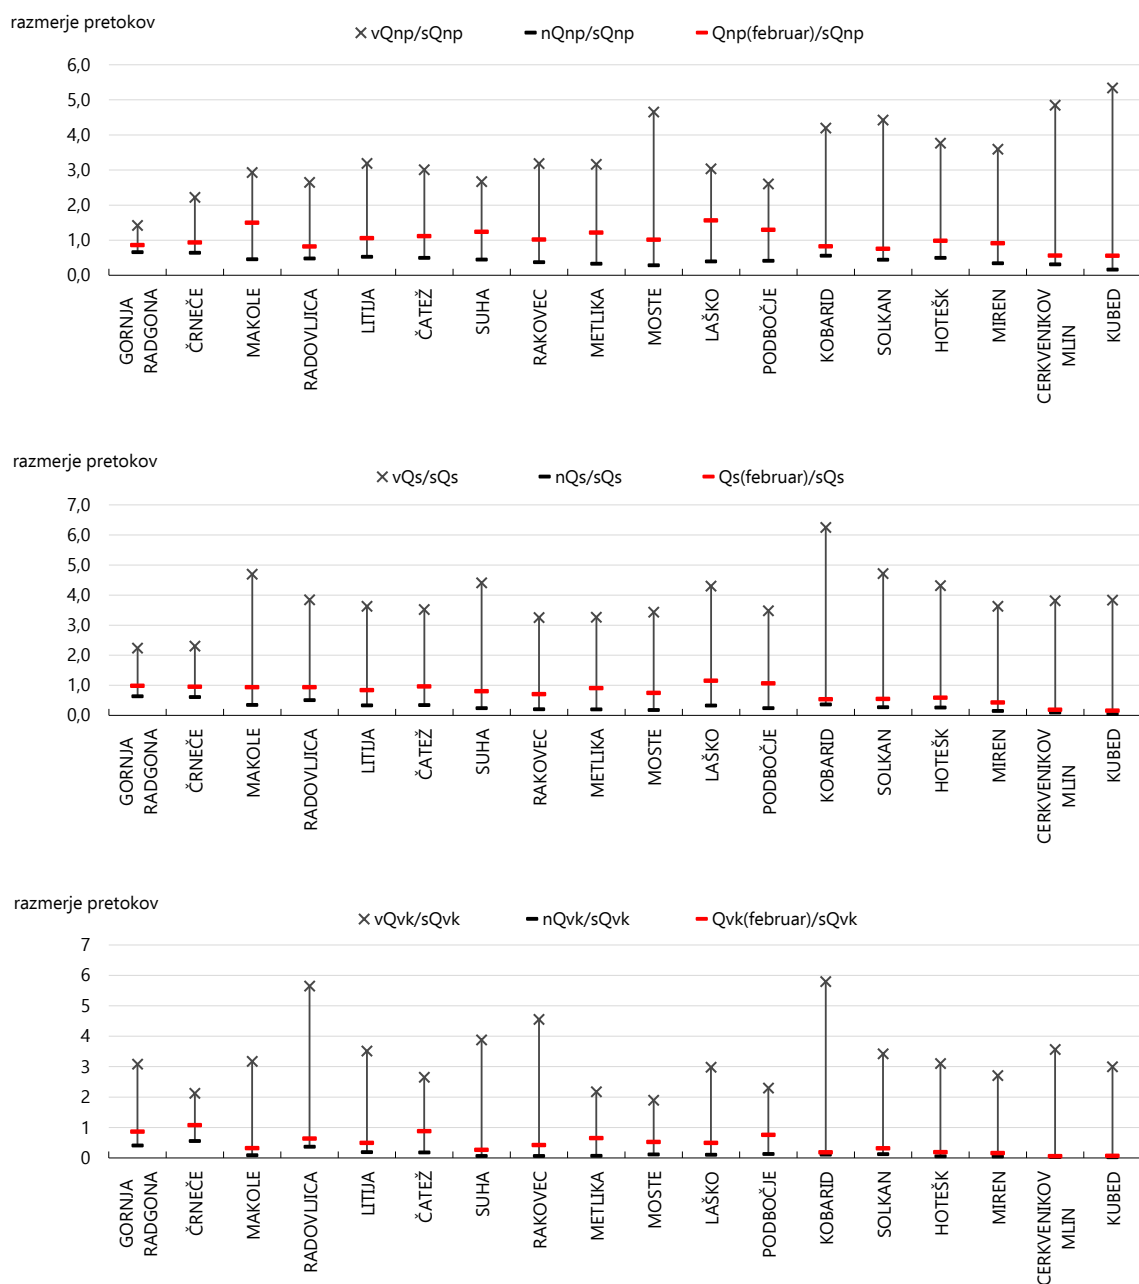 razmerje pretokov
vQnp/sQnp nQnp/sQnp Qnp(februar)/sQnp
6,0
5,0
4,0
3,0
2,0
1,0
0,0
GORNJA
RADGONA
ČRNEČE
MAKOLE
RADOVLJICA
LITIJA
ČATEŽ
SUHA
RAKOVEC
METLIKA
MOSTE
LAŠKO
PODBOČJE
KOBARID
SOLKAN
HOTEŠK
MIREN
CERKVENIKOV
MLIN
KUBED
razmerje pretokov
vQs/sQs nQs/sQs Qs(februar)/sQs
7,0
6,0
5,0
4,0
3,0
2,0
1,0
0,0
GORNJA
RADGONA
ČRNEČE
MAKOLE
RADOVLJICA
LITIJA
ČATEŽ
SUHA
RAKOVEC
METLIKA
MOSTE
LAŠKO
PODBOČJE
KOBARID
SOLKAN
HOTEŠK
MIREN
CERKVENIKOV
MLIN
KUBED
razmerje pretokov
vQvk/sQvk nQvk/sQvk Qvk(februar)/sQvk
7
6
5
4
3
2
1
0
GORNJA
RADGONA
ČRNEČE
MAKOLE
RADOVLJICA
LITIJA
ČATEŽ
SUHA
RAKOVEC
METLIKA
MOSTE
LAŠKO
PODBOČJE
KOBARID
SOLKAN
HOTEŠK
MIREN
CERKVENIKOV
MLIN
KUBED